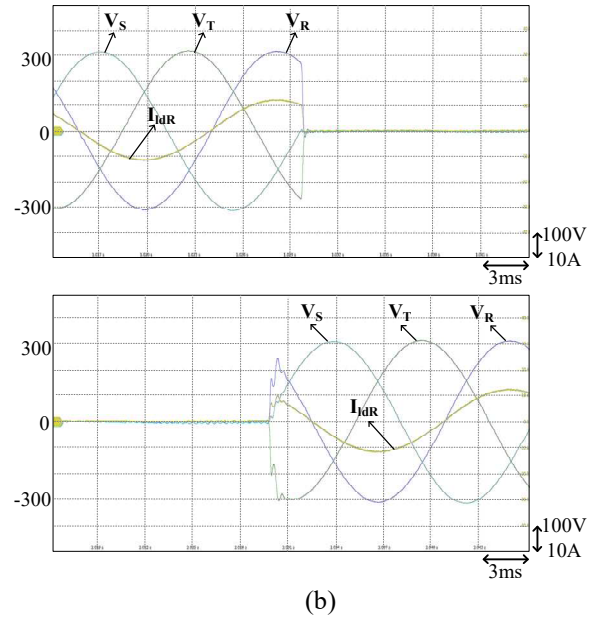 V_S
V_T
V_R
300
I_ldR
0
-300
100V
10A
3ms
V_S
V_T
V_R
300
I_ldR
0
-300
100V
10A
3ms
(b)